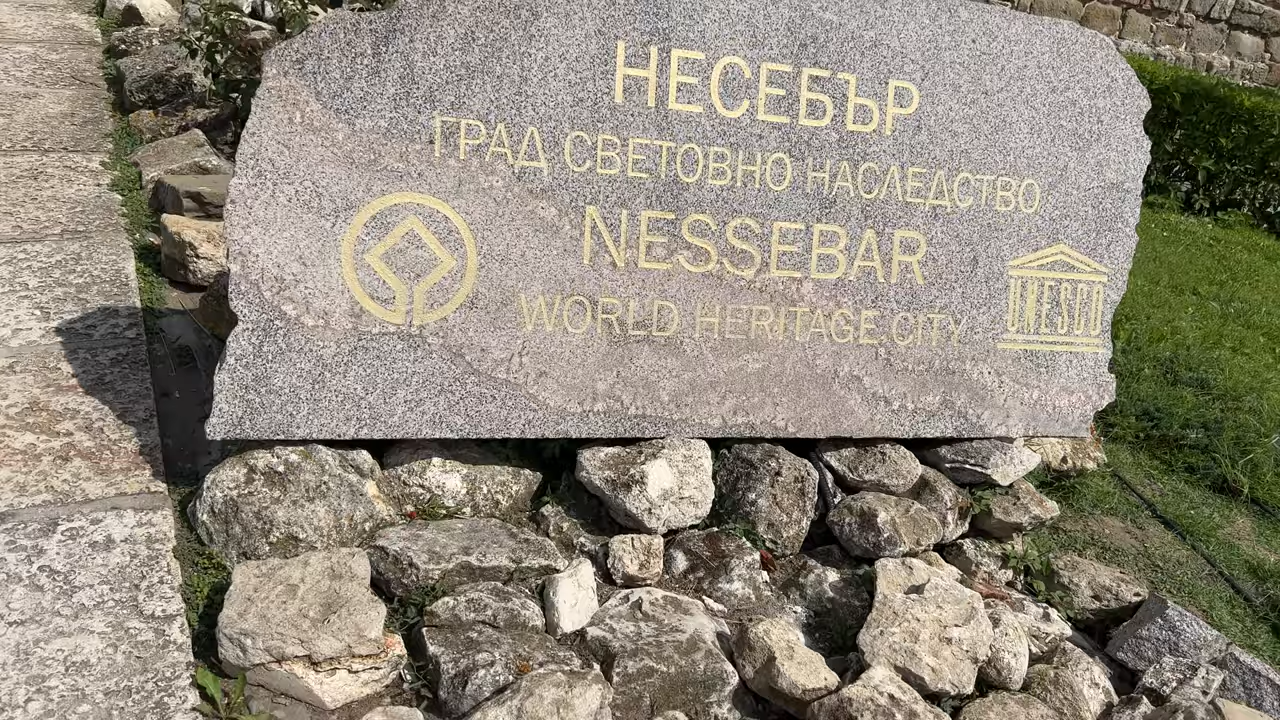 НЕСЕБЪР
ГРАД СВЕТОВНО НАСЛЕДСТВО
NESSEBAR
WORLD HERITAGE CITY
UNESCO